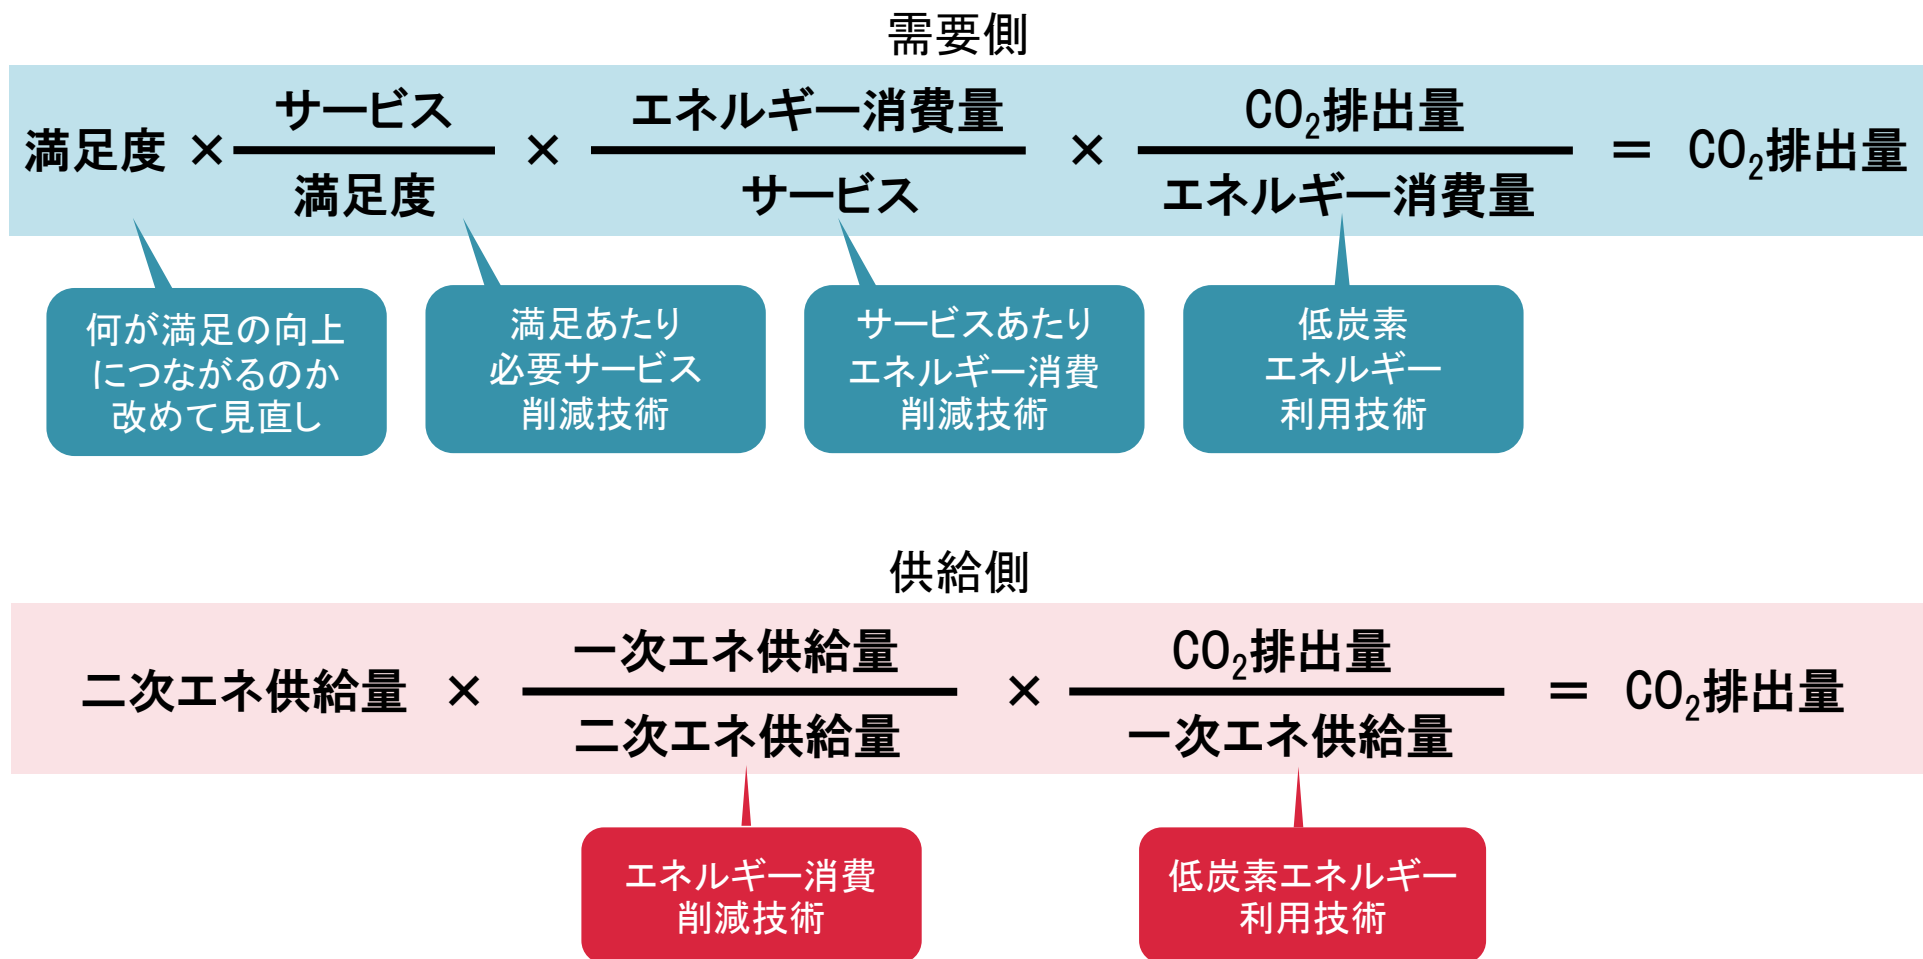 需要側
満足度 × サービス / 満足度 × エネルギー消費量 / サービス × CO₂排出量 / エネルギー消費量 = CO₂排出量
何が満足の向上
につながるのか
改めて見直し
満足あたり
必要サービス
削減技術
サービスあたり
エネルギー消費
削減技術
低炭素
エネルギー
利用技術
供給側
二次エネ供給量 × 一次エネ供給量 / 二次エネ供給量 × CO₂排出量 / 一次エネ供給量 = CO₂排出量
エネルギー消費
削減技術
低炭素エネルギー
利用技術